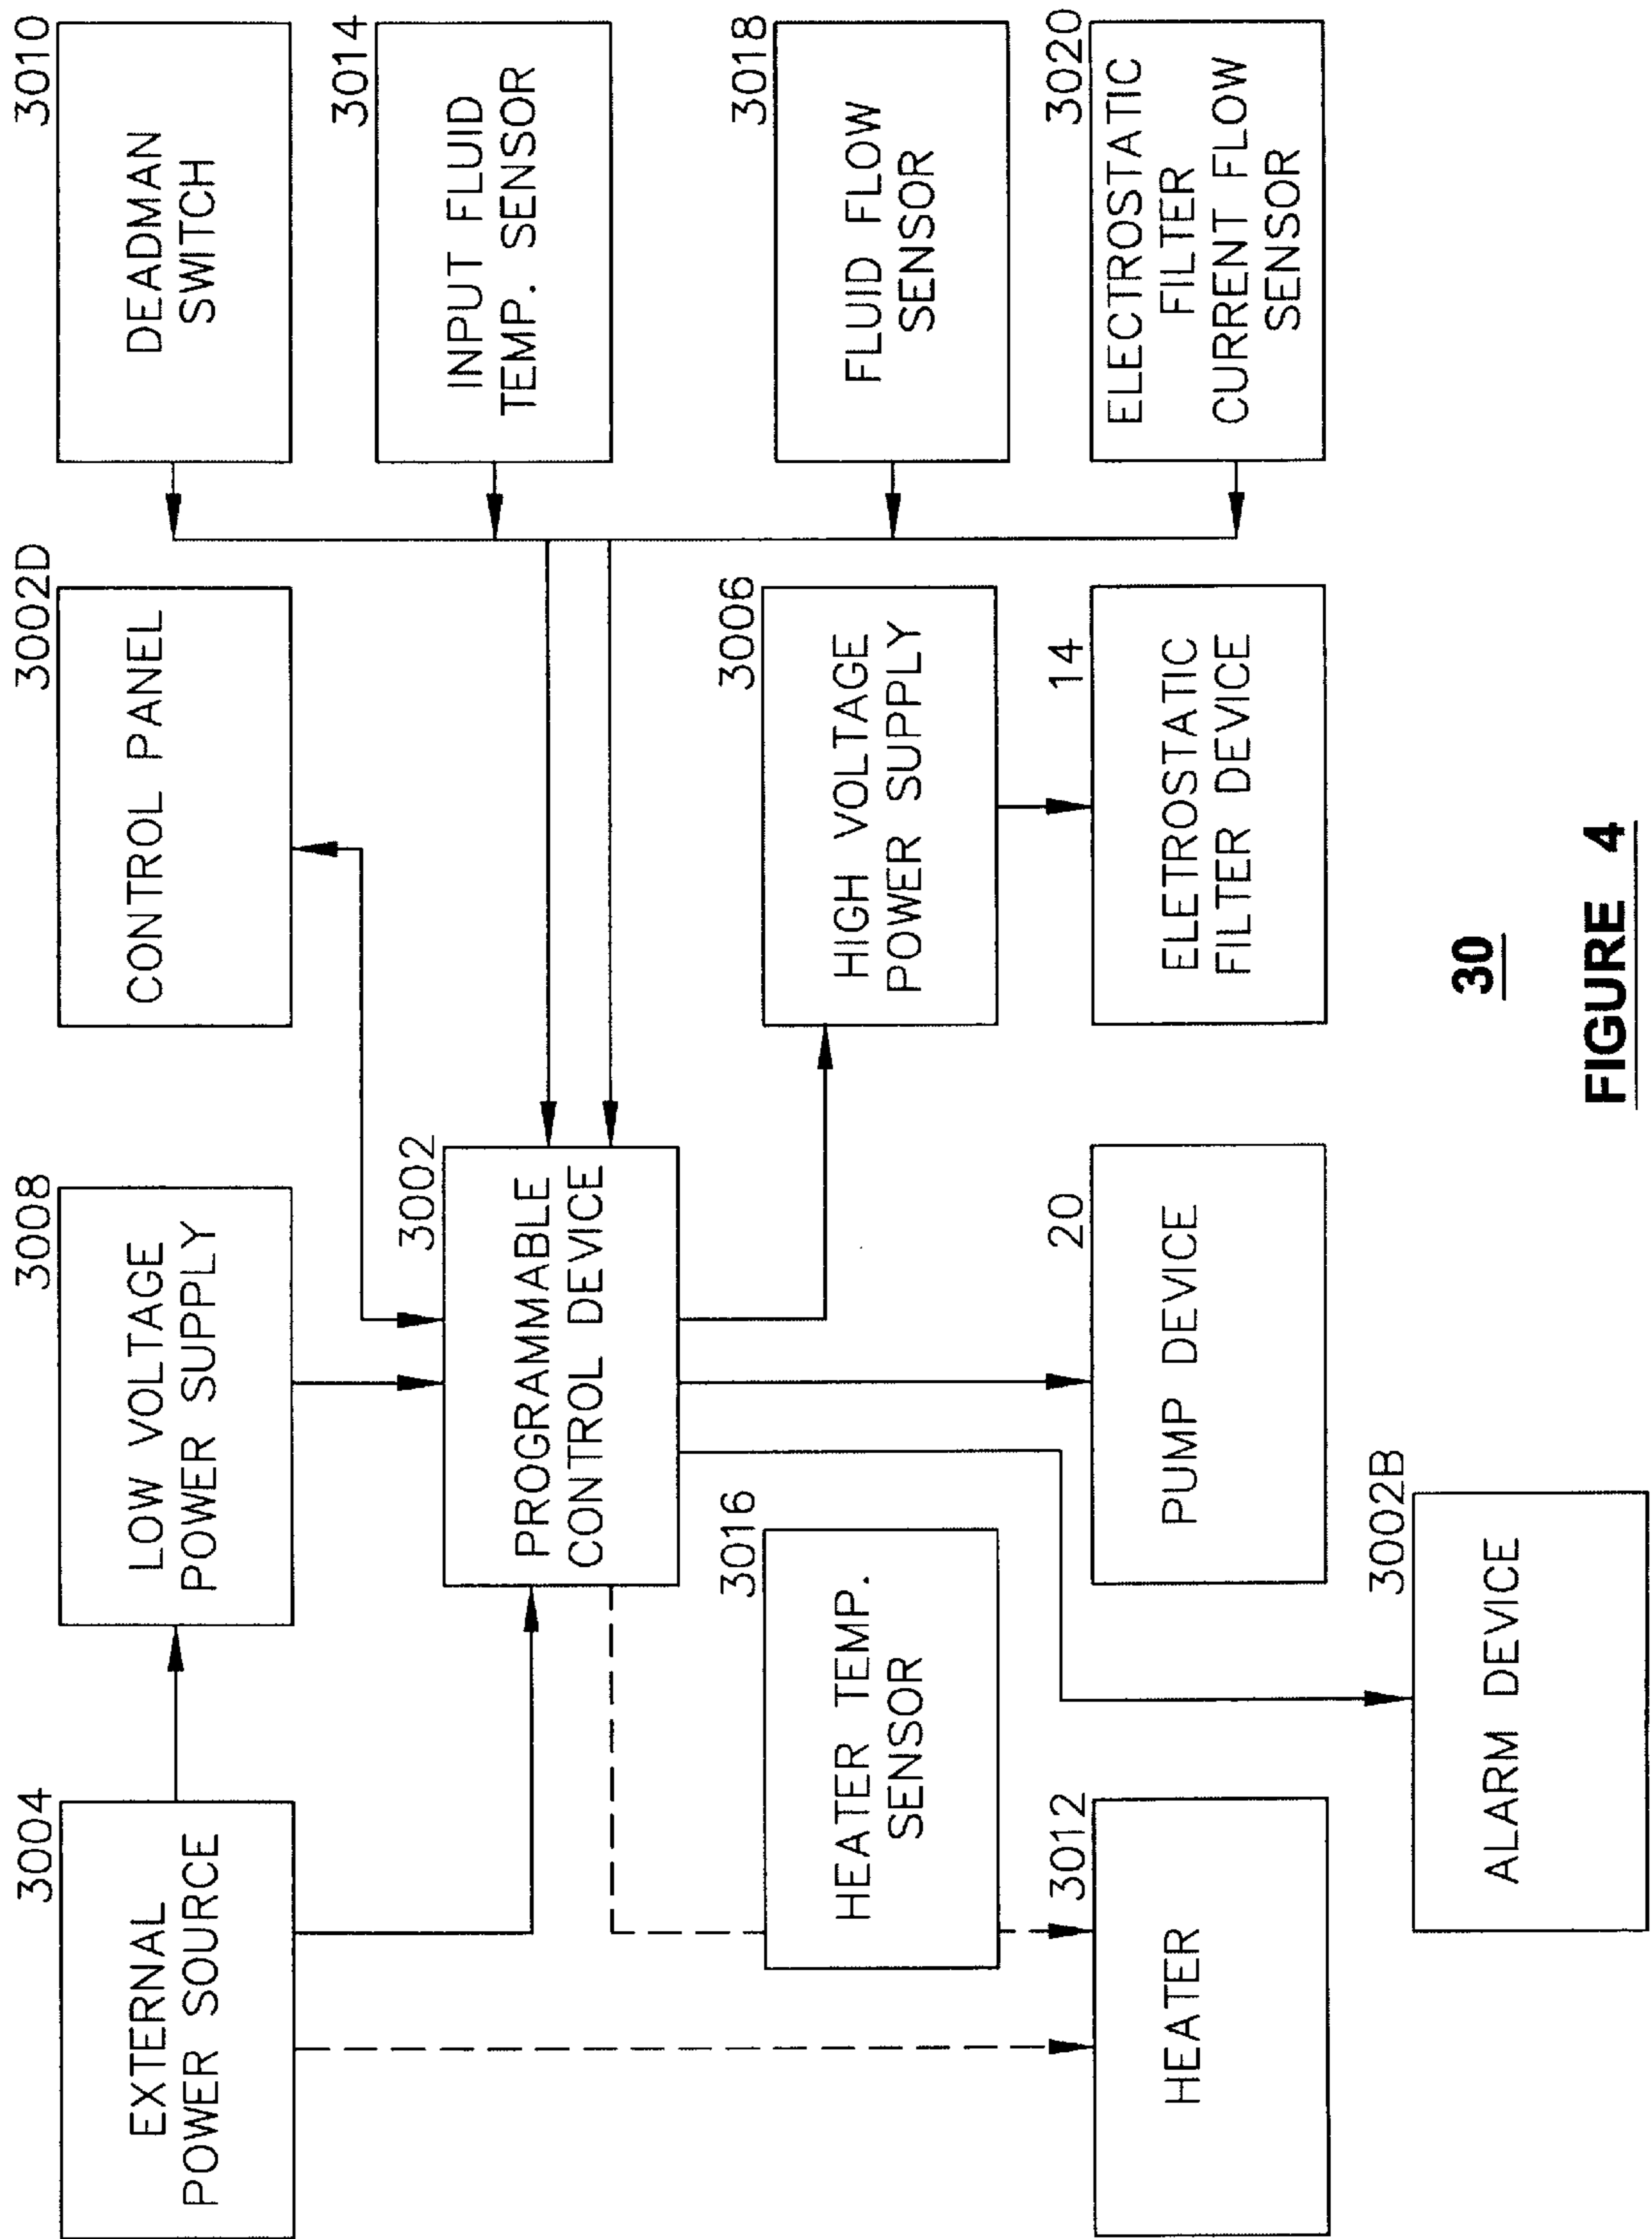 3004
EXTERNAL
POWER SOURCE
3008
LOW VOLTAGE
POWER SUPPLY
3002D
CONTROL PANEL
3010
DEADMAN
SWITCH
3002
PROGRAMMABLE
CONTROL DEVICE
3014
INPUT FLUID
TEMP. SENSOR
3016
HEATER TEMP.
SENSOR
3006
HIGH VOLTAGE
POWER SUPPLY
3018
FLUID FLOW
SENSOR
3012
HEATER
20
PUMP DEVICE
14
ELETROSTATIC
FILTER DEVICE
3020
ELECTROSTATIC
FILTER
CURRENT FLOW
SENSOR
3002B
ALARM DEVICE
30
FIGURE 4